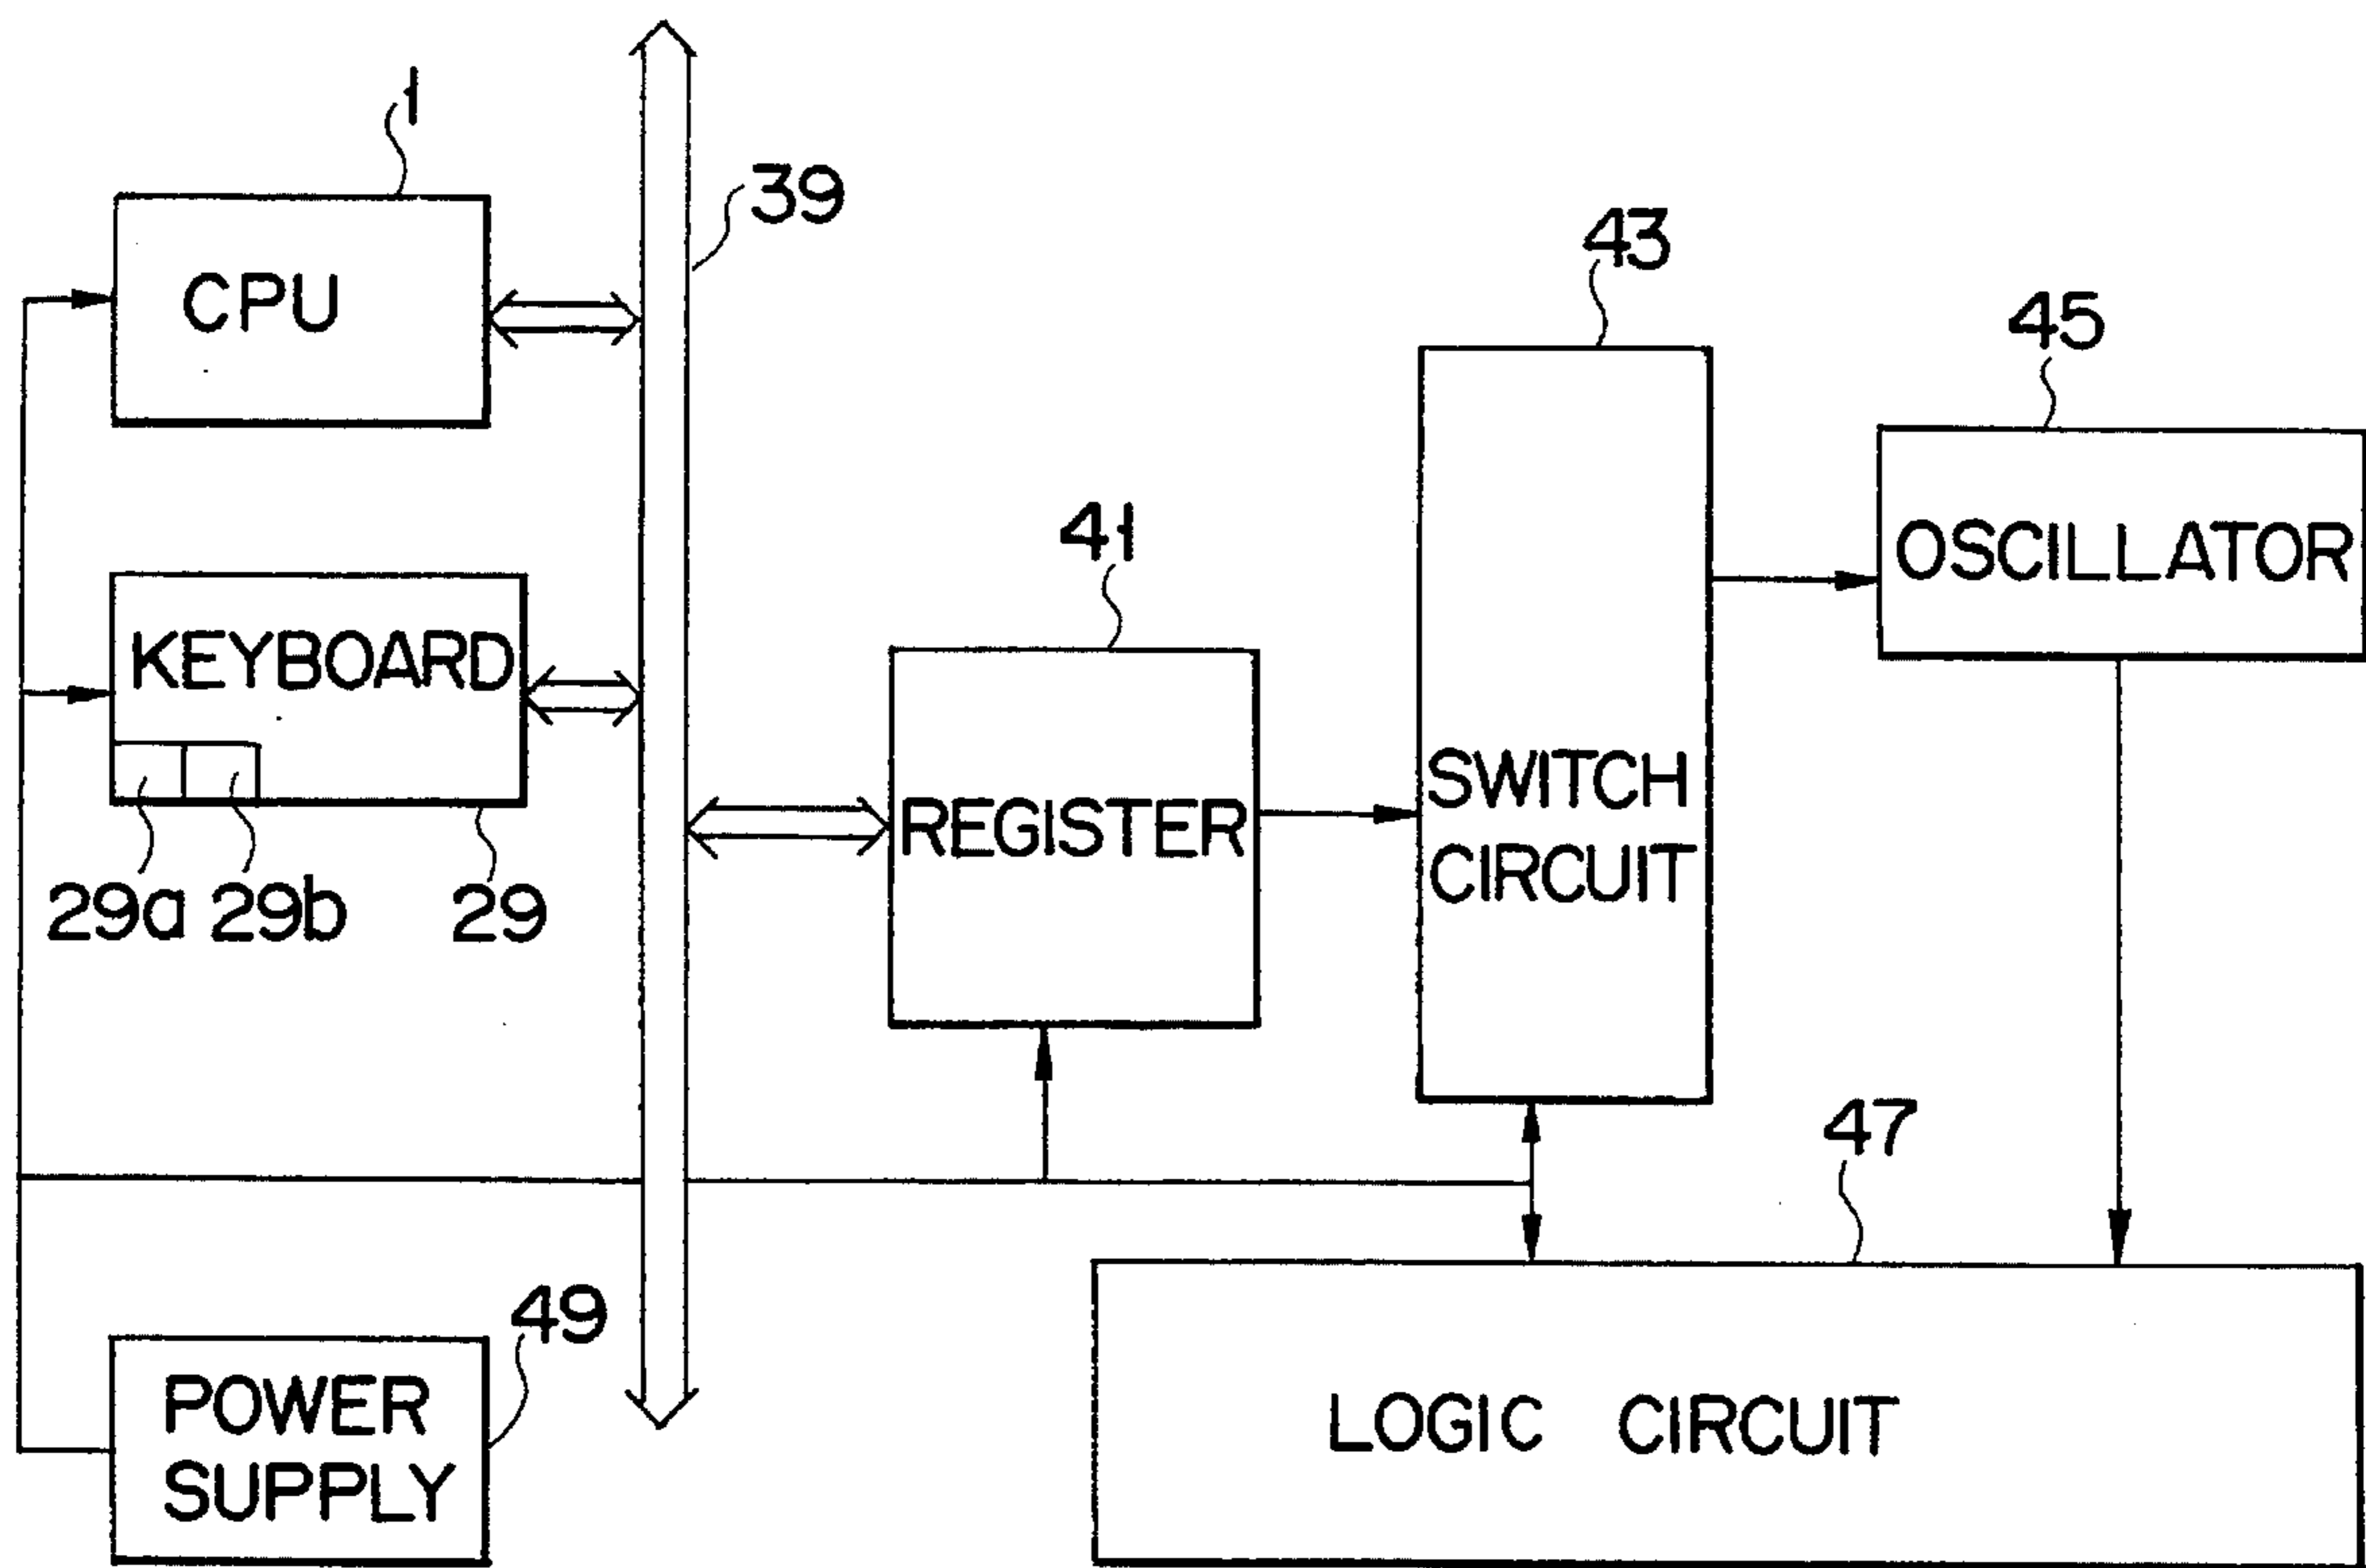 1
CPU
39
43
45
OSCILLATOR
41
KEYBOARD
SWITCH
CIRCUIT
REGISTER
29a 29b 29
47
49
POWER
SUPPLY
LOGIC CIRCUIT